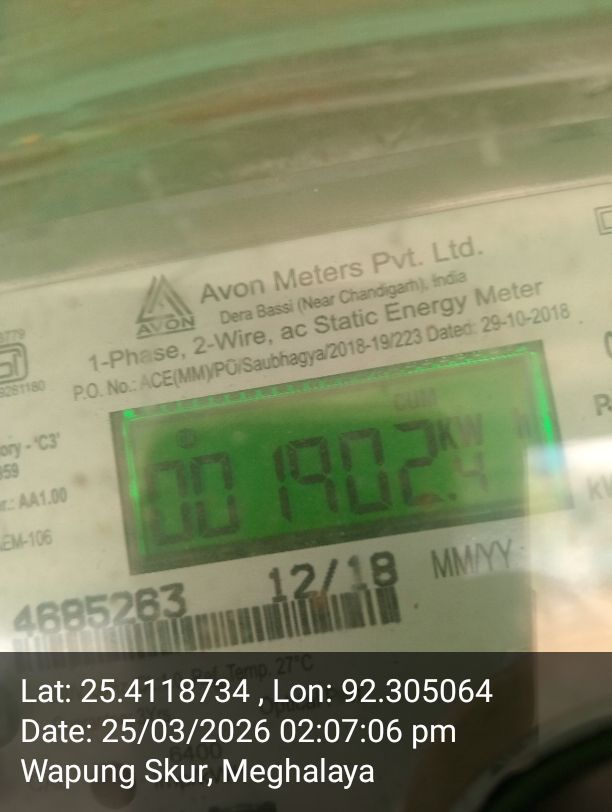 Avon Meters Pvt. Ltd.
Dera Bassi (Near Chandigarh), India
AVON
1-Phase, 2-Wire, ac Static Energy Meter
P.O. No.: ACE(MM)/PO/Saubhagya/2018-19/223 Dated: 29-10-2018
CUM
001902.4 KW h
AA1.00
4685263 12/18 MM/YY
Ref. Temp. 27°C
6400
Lat: 25.4118734 , Lon: 92.305064
Date: 25/03/2026 02:07:06 pm
Wapung Skur, Meghalaya